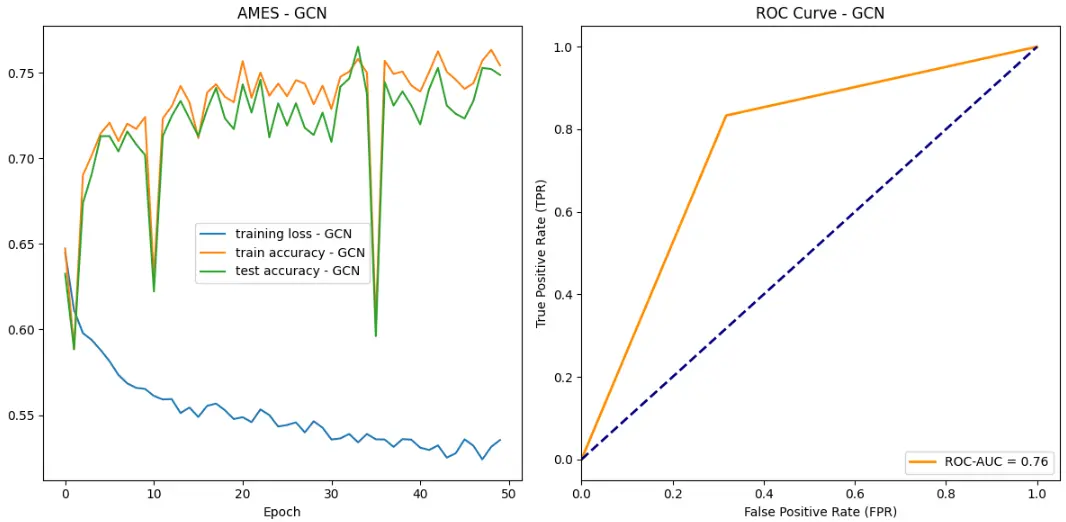 AMES - GCN
0.75
0.70
0.65
0.60
0.55
training loss - GCN
train accuracy - GCN
test accuracy - GCN
0
10
20
30
40
50
Epoch
ROC Curve - GCN
True Positive Rate (TPR)
1.0
0.8
0.6
0.4
0.2
0.0
ROC-AUC = 0.76
0.0
0.2
0.4
0.6
0.8
1.0
False Positive Rate (FPR)